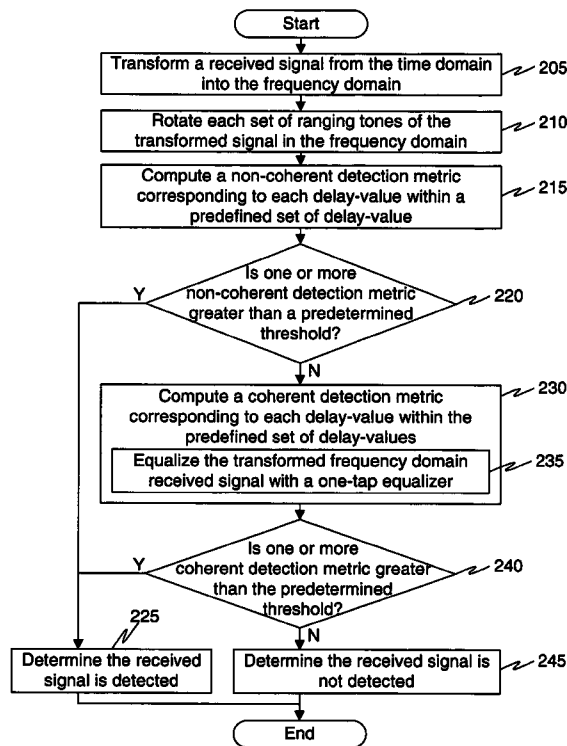 Start
Transform a received signal from the time domain
into the frequency domain
205
Rotate each set of ranging tones of the
transformed signal in the frequency domain
210
Compute a non-coherent detection metric
corresponding to each delay-value within a
predefined set of delay-value
215
Is one or more
non-coherent detection metric
greater than a predetermined
threshold?
220
Y
N
Compute a coherent detection metric
corresponding to each delay-value within the
predefined set of delay-values
230
Equalize the transformed frequency domain
received signal with a one-tap equalizer
235
Is one or more
coherent detection metric greater
than the predetermined
threshold?
240
Y
N
225
Determine the received
signal is detected
Determine the received signal is
not detected
245
End